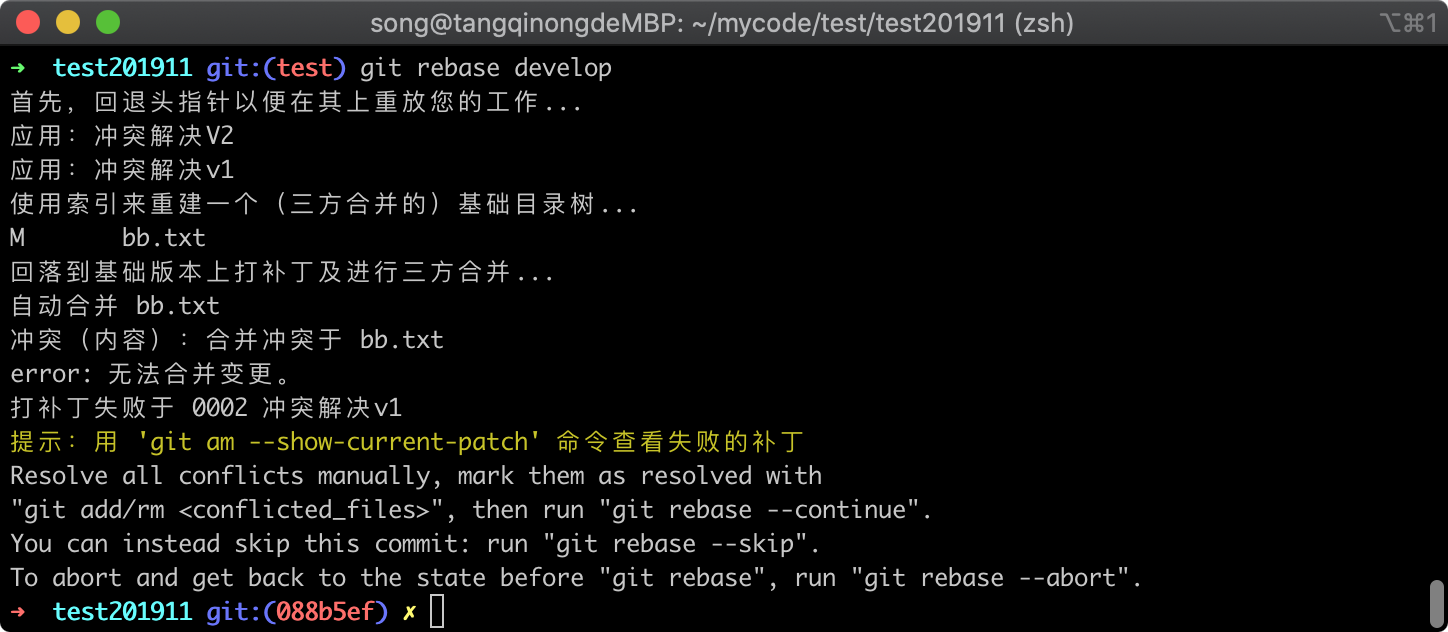 song@tangqinongdeMBP: ~/mycode/test/test201911 (zsh)
⌥⌘1
➜ test201911 git:(test) git rebase develop
首先，回退头指针以便在其上重放您的工作...
应用：冲突解决V2
应用：冲突解决v1
使用索引来重建一个（三方合并的）基础目录树...
M bb.txt
回落到基础版本上打补丁及进行三方合并...
自动合并 bb.txt
冲突（内容）：合并冲突于 bb.txt
error: 无法合并变更。
打补丁失败于 0002 冲突解决v1
提示：用 'git am --show-current-patch' 命令查看失败的补丁
Resolve all conflicts manually, mark them as resolved with
"git add/rm <conflicted_files>", then run "git rebase --continue".
You can instead skip this commit: run "git rebase --skip".
To abort and get back to the state before "git rebase", run "git rebase --abort".
➜ test201911 git:(088b5ef) ✗